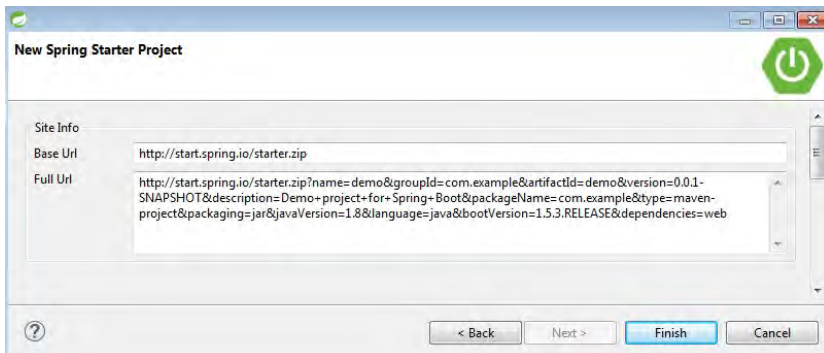 New Spring Starter Project
Site Info
Base Url
http://start.spring.io/starter.zip
Full Url
http://start.spring.io/starter.zip?name=demo&groupId=com.example&artifactId=demo&version=0.0.1-
SNAPSHOT&description=Demo+project+for+Spring+Boot&packageName=com.example&type=maven-
project&packaging=jar&javaVersion=1.8&language=java&bootVersion=1.5.3.RELEASE&dependencies=web
?
< Back
Next >
Finish
Cancel